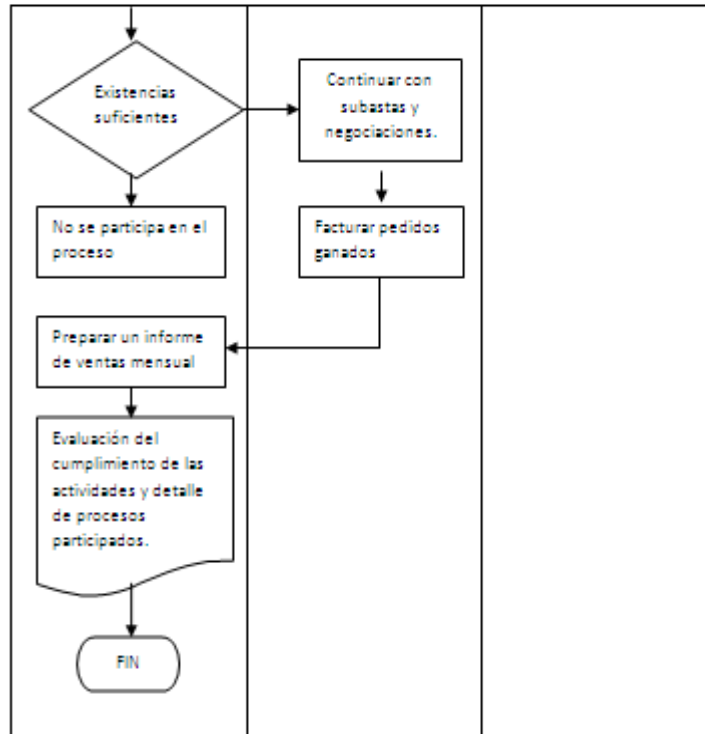 Existencias
suficientes
Continuar con
subastas y
negociaciones.
No se participa en el
proceso
Facturar pedidos
ganados
Preparar un informe
de ventas mensual
Evaluación del
cumplimiento de las
actividades y detalle
de procesos
participados.
FIN